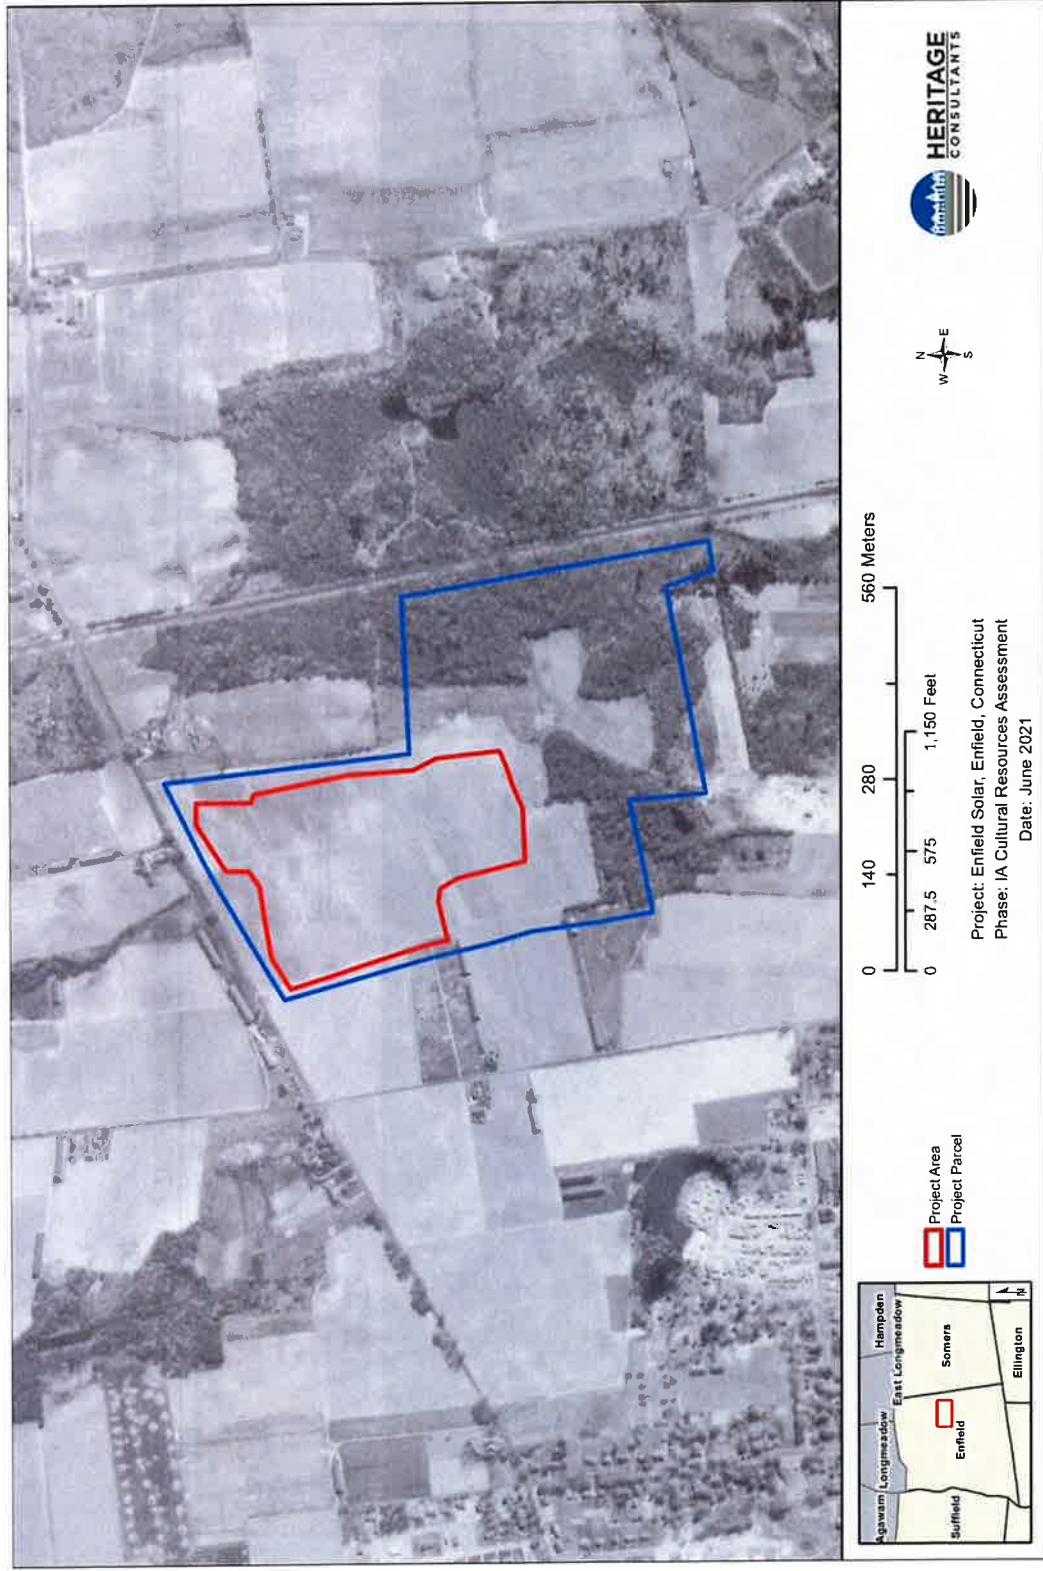 Agawam
Longmeadow
East Longmeadow
Hampden
Suffield
Enfield
Somers
Ellington
N
Project Area
Project Parcel
0 140 280 560 Meters
0 287.5 575 1,150 Feet
Project: Enfield Solar, Enfield, Connecticut
Phase: IA Cultural Resources Assessment
Date: June 2021
N
W E
S
HERITAGE
CONSULTANTS